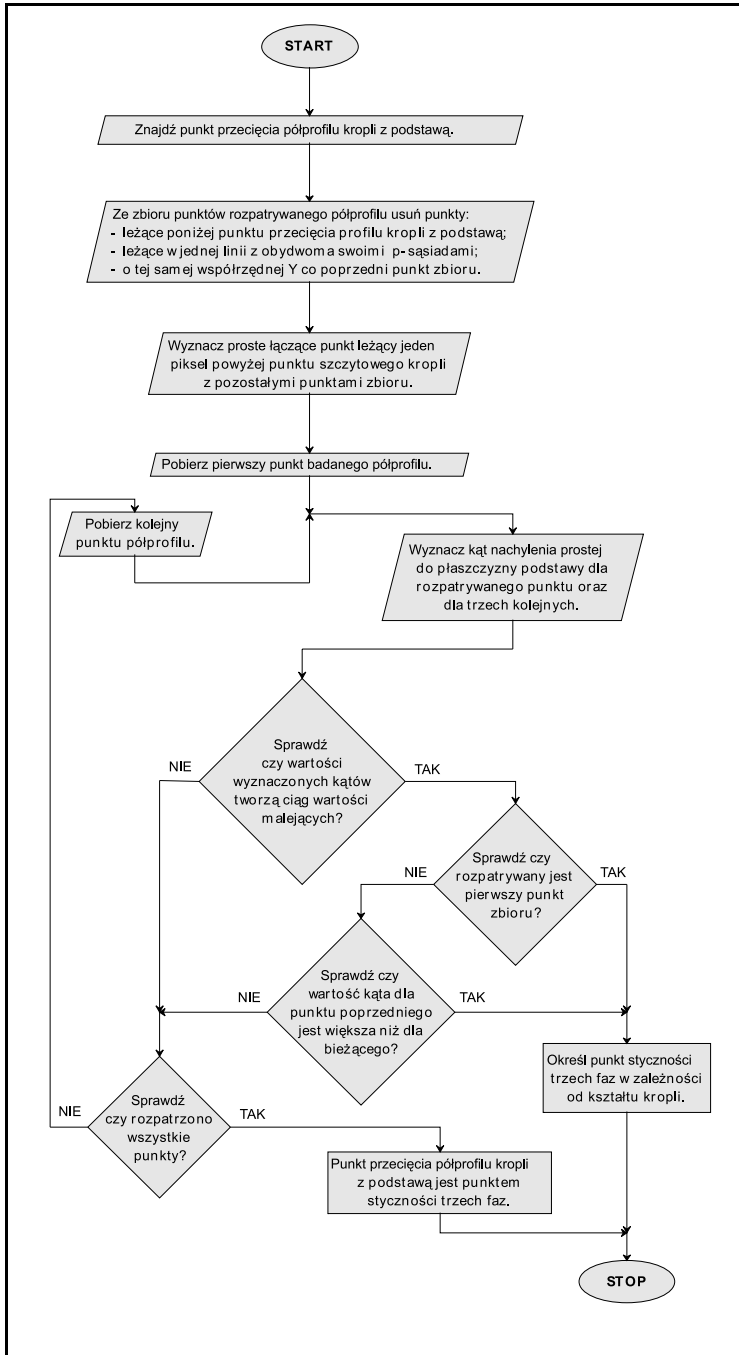 START
Znajdź punkt przecięcia półprofilu kropli z podstawą.
Ze zbioru punktów rozpatrywanego półprofilu usuń punkty:
- leżące poniżej punktu przecięcia profilu kropli z podstawą;
- leżące w jednej linii z obydwoma swoimi p-sąsiadami;
- o tej samej współrzędnej Y co poprzedni punkt zbioru.
Wyznacz proste łączące punkt leżący jeden
piksel powyżej punktu szczytowego kropli
z pozostałymi punktami zbioru.
Pobierz pierwszy punkt badanego półprofilu.
Pobierz kolejny
punktu półprofilu.
Wyznacz kąt nachylenia prostej
do płaszczyzny podstawy dla
rozpatrywanego punktu oraz
dla trzech kolejnych.
Sprawdź
czy wartości
wyznaczonych kątów
tworzą ciąg wartości
malejących?
NIE
TAK
Sprawdź czy
rozpatrywany jest
pierwszy punkt
zbioru?
NIE
TAK
Sprawdź czy
wartość kąta dla
punktu poprzedniego
jest większa niż dla
bieżącego?
NIE
TAK
Określ punkt styczności
trzech faz w zależności
od kształtu kropli.
Sprawdź
czy rozpatrzono
wszystkie
punkty?
NIE
TAK
Punkt przecięcia półprofilu kropli
z podstawą jest punktem
styczności trzech faz.
STOP